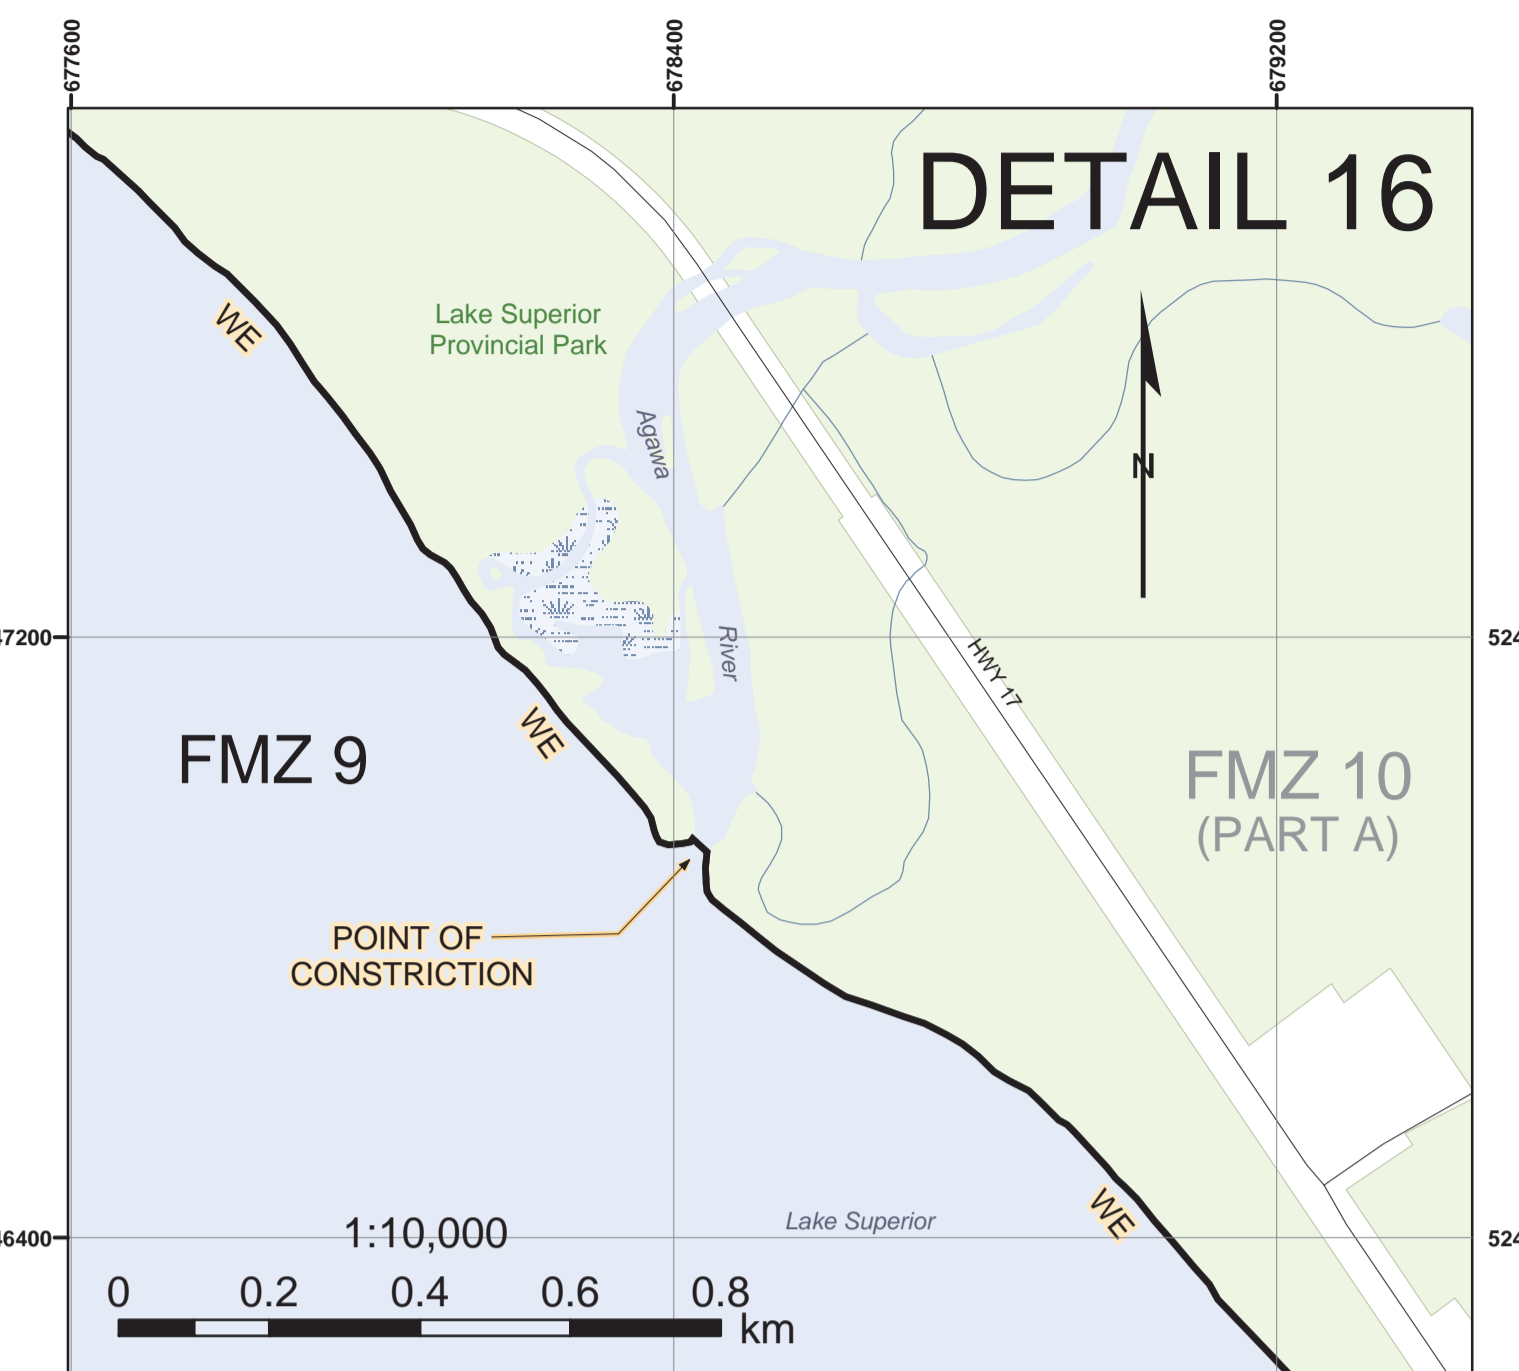 677600
678400
679200
DETAIL 16
Lake Superior
Provincial Park
WE
Agawa
N
River
HWY 17
WE
FMZ 9
FMZ 10
(PART A)
POINT OF
CONSTRICTION
WE
Lake Superior
1:10,000
0 0.2 0.4 0.6 0.8
km